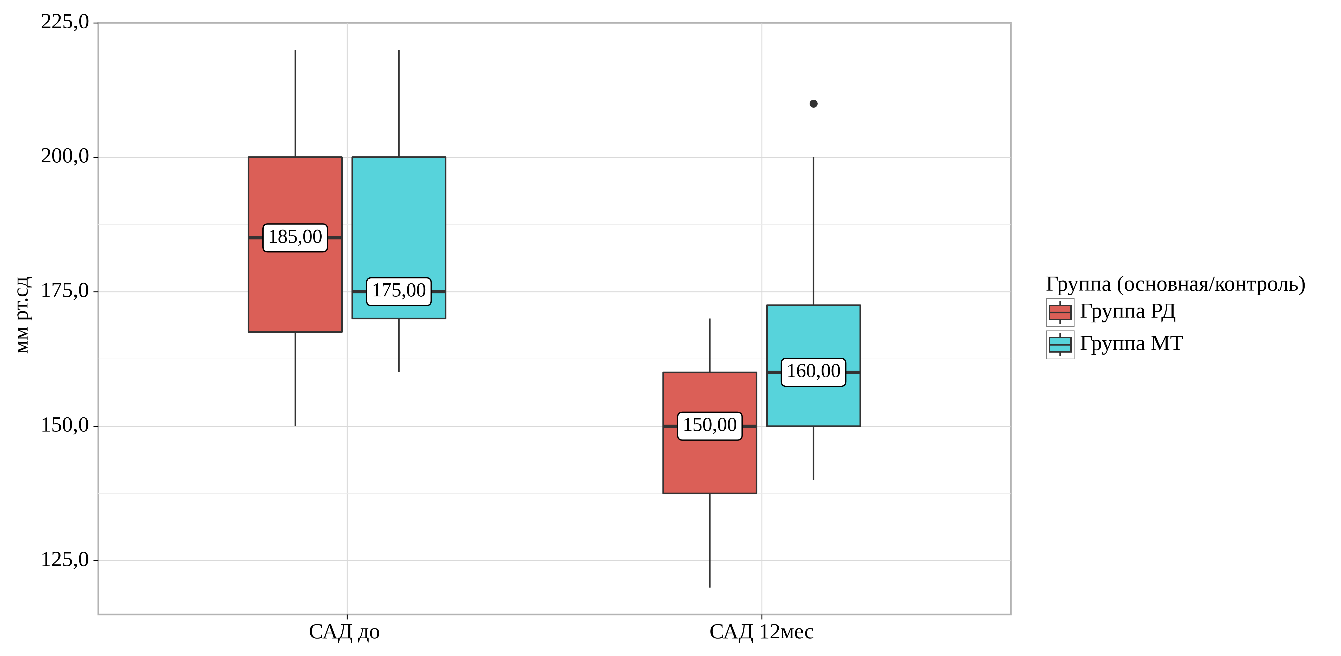 225,0
200,0
175,0
150,0
125,0
мм рт.сд
185,00
175,00
150,00
160,00
САД до
САД 12мес
Группа (основная/контроль)
Группа РД
Группа МТ